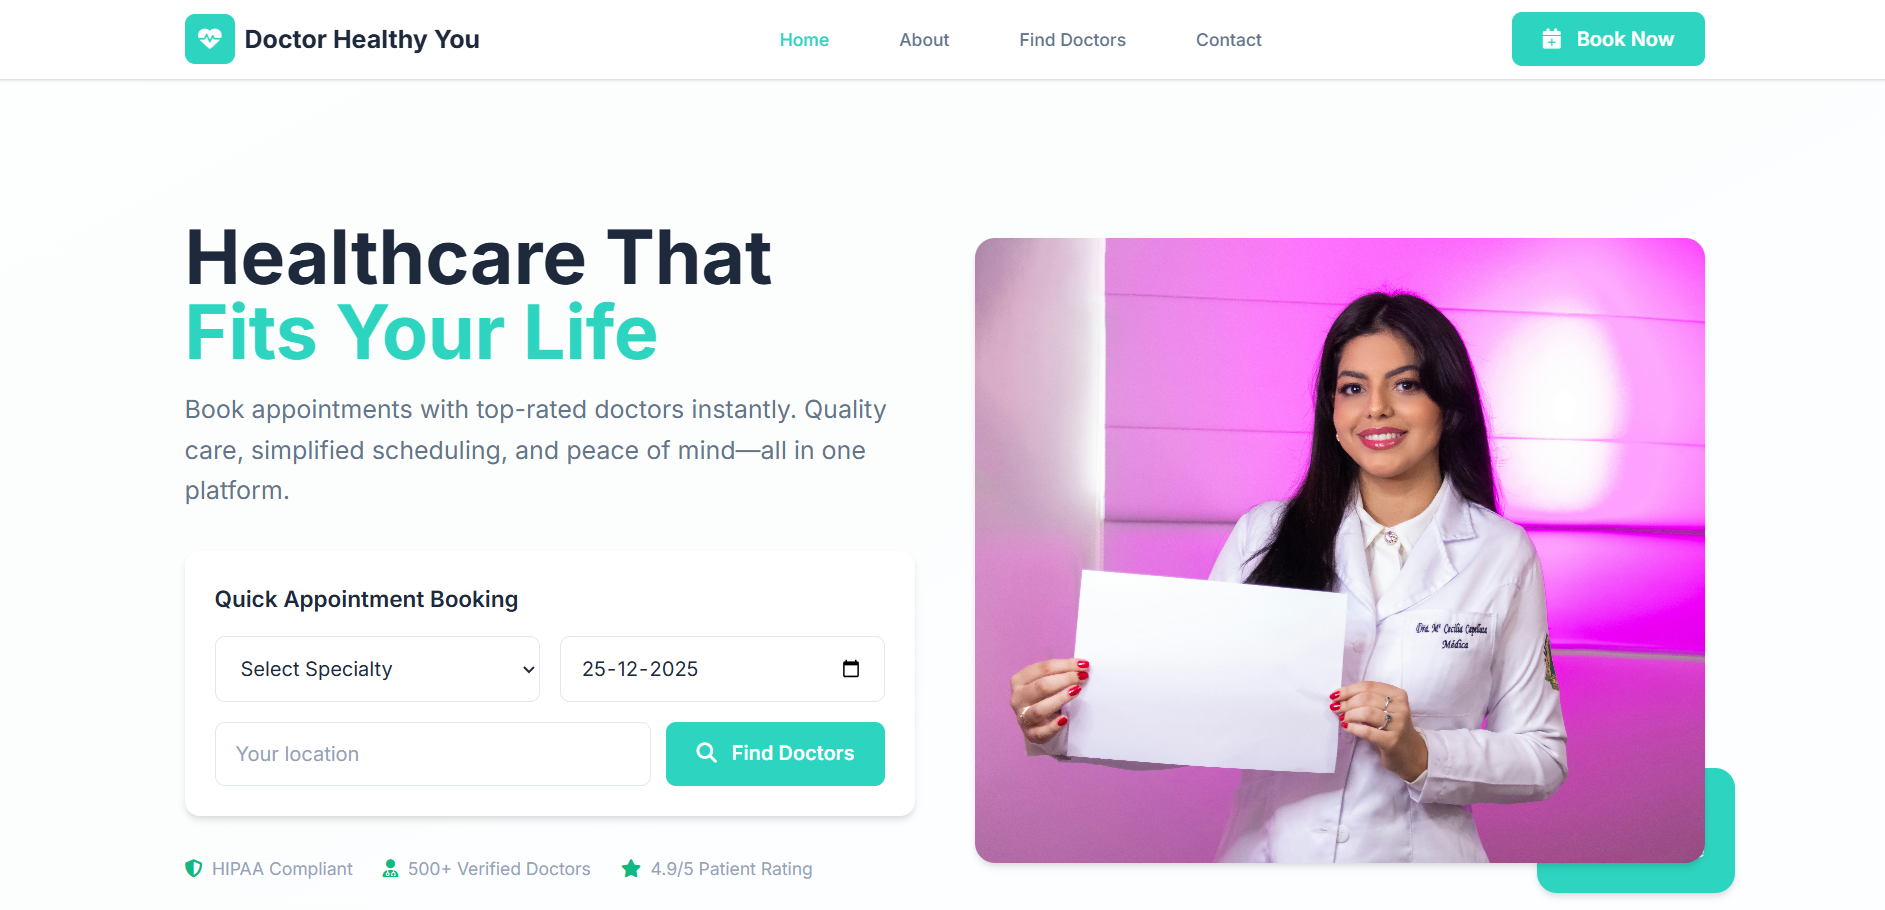 Doctor Healthy You
Home
About
Find Doctors
Contact
Book Now
Healthcare That
Fits Your Life
Book appointments with top-rated doctors instantly. Quality
care, simplified scheduling, and peace of mind—all in one
platform.
Quick Appointment Booking
Select Specialty
25-12-2025
Your location
Find Doctors
HIPAA Compliant
500+ Verified Doctors
4.9/5 Patient Rating
Dra. Mª Cecília
Médica